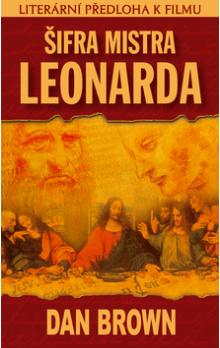 LITERÁRNÍ PŘEDLOHA K FILMU
ŠIFRA MISTRA
LEONARDA
DAN BROWN